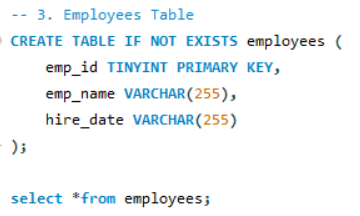 -- 3. Employees Table
CREATE TABLE IF NOT EXISTS employees (
emp_id TINYINT PRIMARY KEY,
emp_name VARCHAR(255),
hire_date VARCHAR(255)
);
select *from employees;